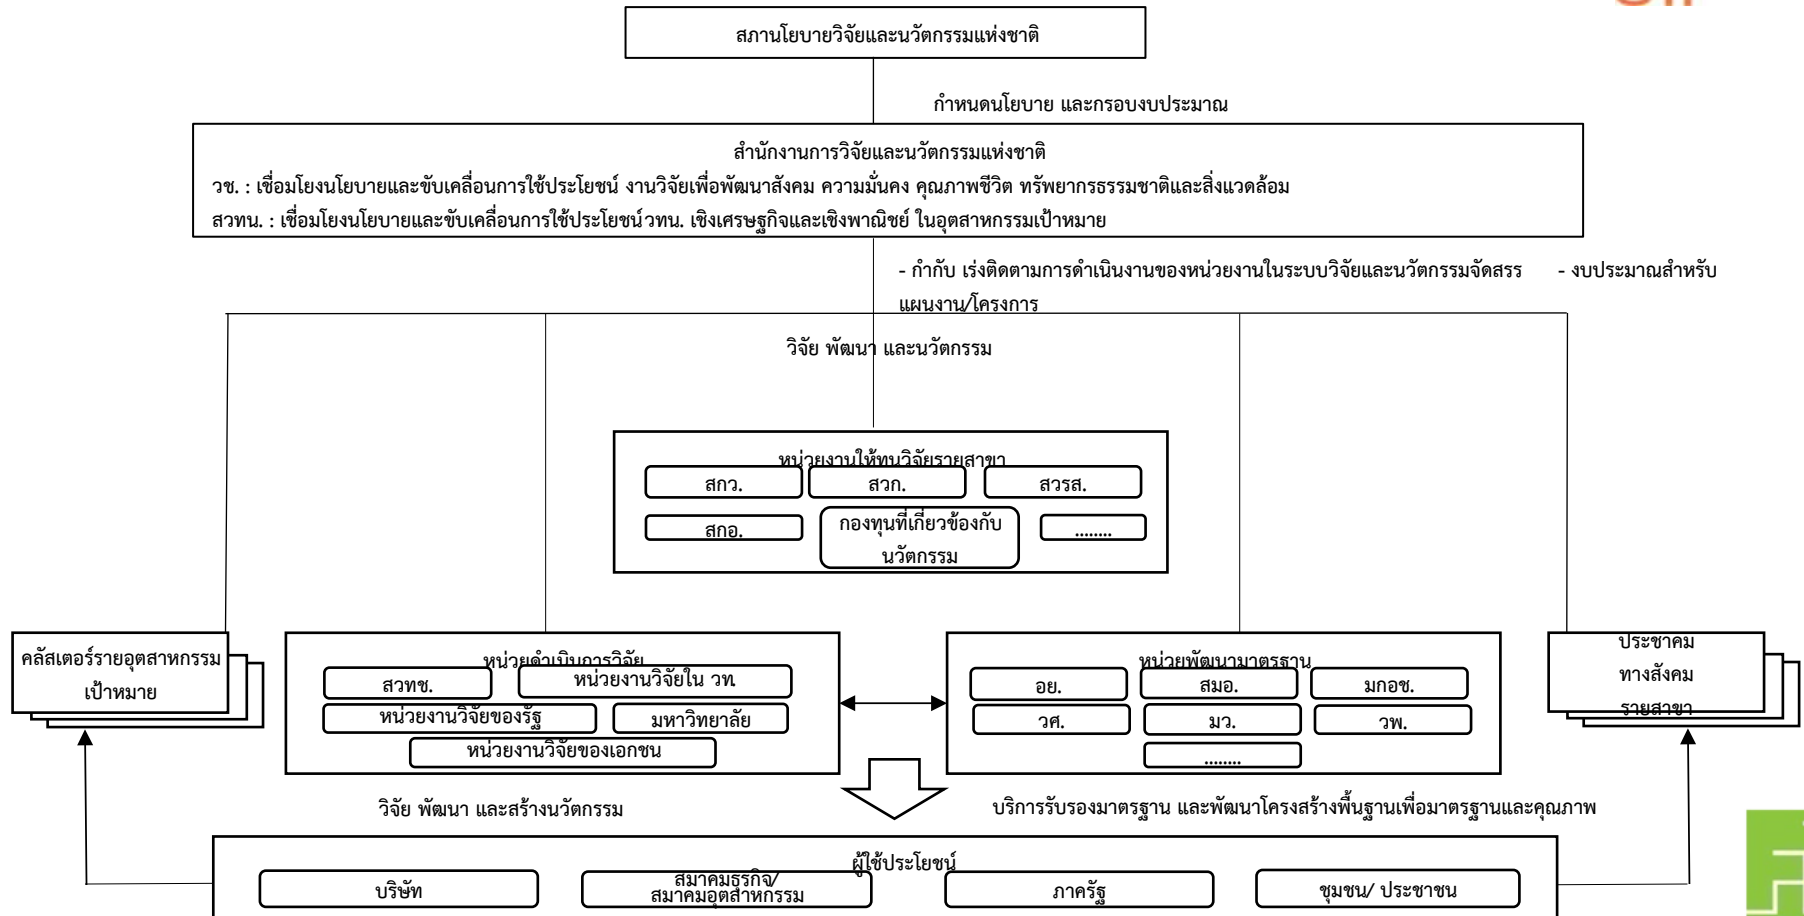 สภานโยบายวิจัยและนวัตกรรมแห่งชาติ
กำหนดนโยบาย และกรอบงบประมาณ
สำนักงานการวิจัยและนวัตกรรมแห่งชาติ
วช. : เชื่อมโยงนโยบายและขับเคลื่อนการใช้ประโยชน์ งานวิจัยเพื่อพัฒนาสังคม ความมั่นคง คุณภาพชีวิต ทรัพยากรธรรมชาติและสิ่งแวดล้อม
สวทน. : เชื่อมโยงนโยบายและขับเคลื่อนการใช้ประโยชน์วทน. เชิงเศรษฐกิจและเชิงพาณิชย์ ในอุตสาหกรรมเป้าหมาย
- กำกับ เร่งติดตามการดำเนินงานของหน่วยงานในระบบวิจัยและนวัตกรรมจัดสรร - งบประมาณสำหรับ
แผนงาน/โครงการ
วิจัย พัฒนา และนวัตกรรม
หน่วยงานให้ทุนวิจัยรายสาขา
สกว.
สวก.
สวรส.
สกอ.
กองทุนที่เกี่ยวข้องกับ
นวัตกรรม
........
คลัสเตอร์รายอุตสาหกรรม
เป้าหมาย
หน่วยดำเนินการวิจัย
สวทช.
หน่วยงานวิจัยใน วท.
หน่วยงานวิจัยของรัฐ
มหาวิทยาลัย
หน่วยงานวิจัยของเอกชน
หน่วยพัฒนามาตรฐาน
อย.
สมอ.
มกอช.
วศ.
มว.
วพ.
........
ประชาคม
ทางสังคม
รายสาขา
วิจัย พัฒนา และสร้างนวัตกรรม
บริการรับรองมาตรฐาน และพัฒนาโครงสร้างพื้นฐานเพื่อมาตรฐานและคุณภาพ
ผู้ใช้ประโยชน์
บริษัท
สมาคมธุรกิจ/
สมาคมอุตสาหกรรม
ภาครัฐ
ชุมชน/ ประชาชน